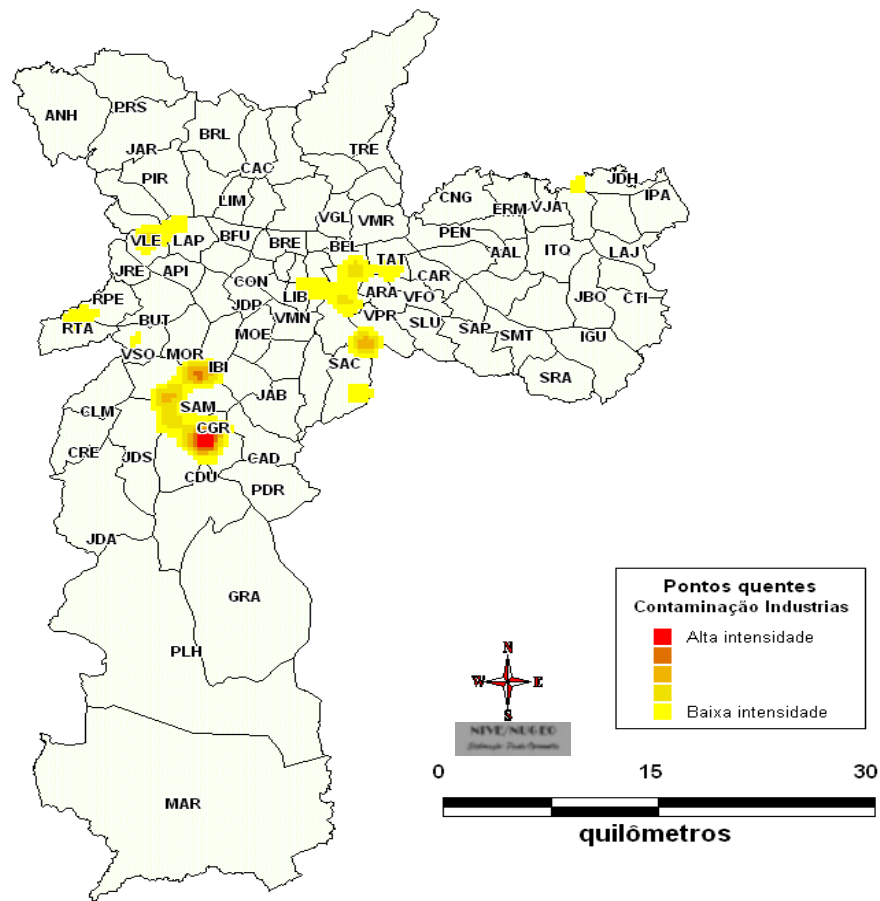 ANH
PRS
BRL
JAR
TRE
CAC
PIR
LIM
CNG
JDH
IPA
ERM
VJA
VGL
VMR
VLE
LAP
BFU
BRE
BEL
PEN
AAL
ITQ
LAJ
JRE
API
CON
TAT
CAR
RPE
JDP
LIB
ARA
VFO
JBO
CTI
RTA
BUT
VMN
VPR
SLU
SAP
SMT
IGU
VSO
MOR
MOE
IBI
SAC
SRA
CLM
SAM
JAB
CGR
CRE
JDS
CAD
CDU
PDR
JDA
GRA
PLH
MAR
Pontos quentes
Contaminação Industrias
Alta intensidade
Baixa intensidade
N
W E
S
NIVE/NUGEO
0 15 30
quilômetros